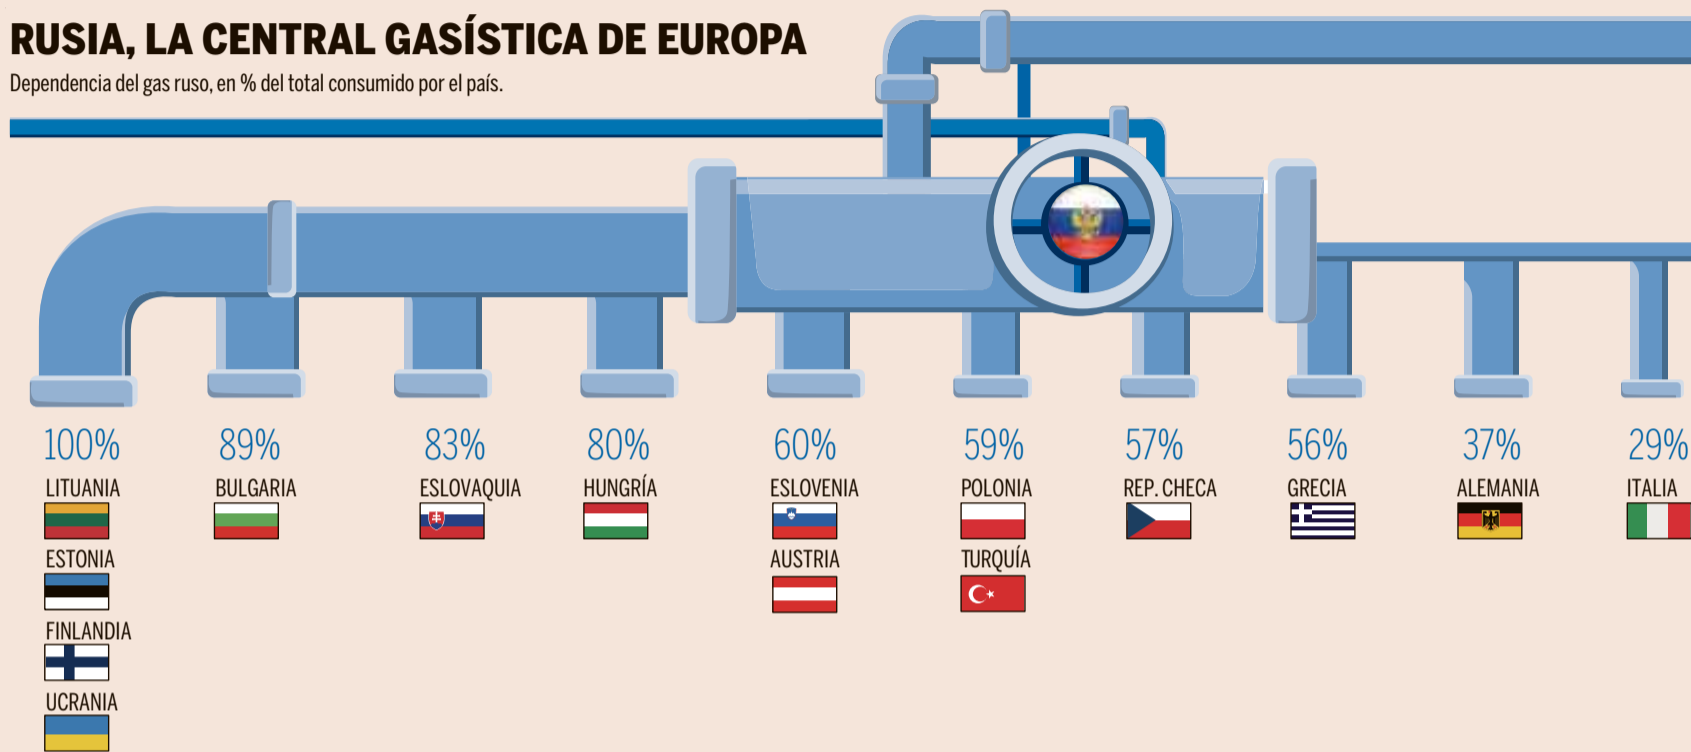 RUSIA, LA CENTRAL GASÍSTICA DE EUROPA
Dependencia del gas ruso, en % del total consumido por el país.
100%
LITUANIA
ESTONIA
FINLANDIA
UCRANIA
89%
BULGARIA
83%
ESLOVAQUIA
80%
HUNGRÍA
60%
ESLOVENIA
AUSTRIA
59%
POLONIA
TURQUÍA
57%
REP. CHECA
56%
GRECIA
37%
ALEMANIA
29%
ITALIA